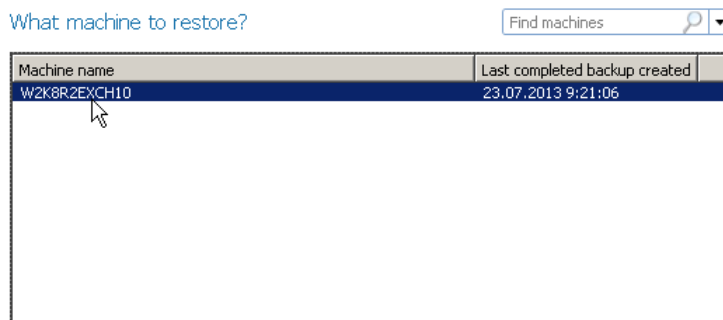 What machine to restore?
Find machines
Machine name Last completed backup created
W2K8R2EXCH10 23.07.2013 9:21:06